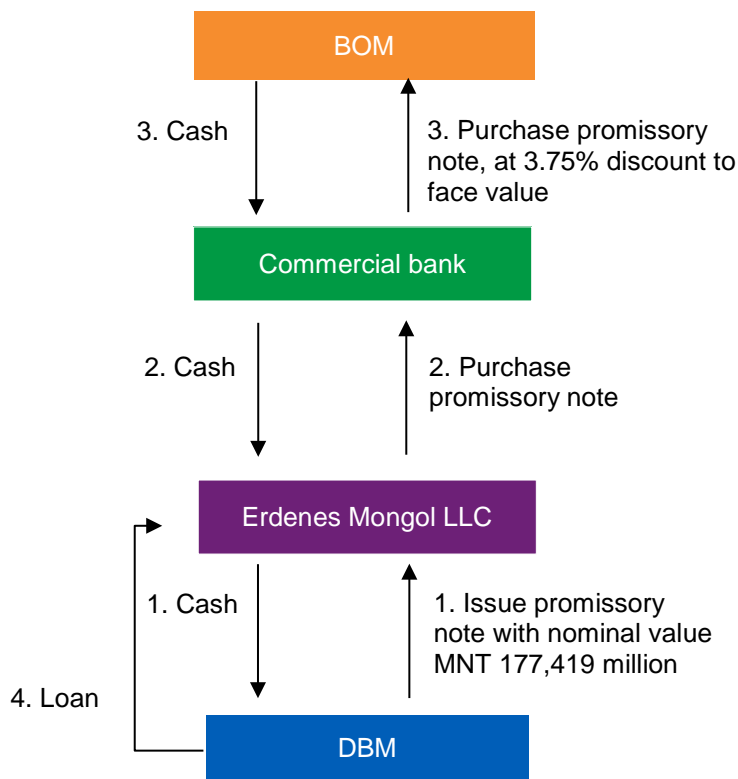 BOM
3. Cash
3. Purchase promissory
note, at 3.75% discount to
face value
Commercial bank
2. Cash
2. Purchase
promissory note
Erdenes Mongol LLC
1. Cash
1. Issue promissory
note with nominal value
MNT 177,419 million
4. Loan
DBM